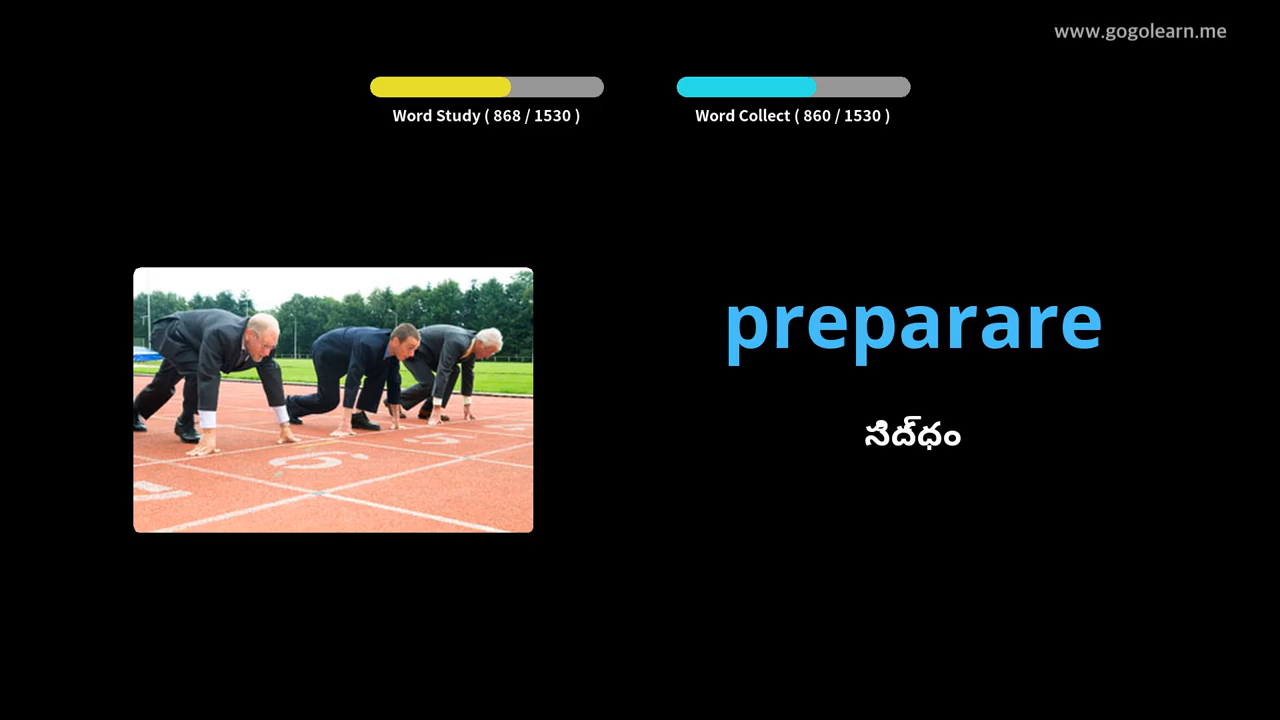 www.gogolearn.me
Word Study ( 868 / 1530 )
Word Collect ( 860 / 1530 )
preparare
సిద్‌ధం